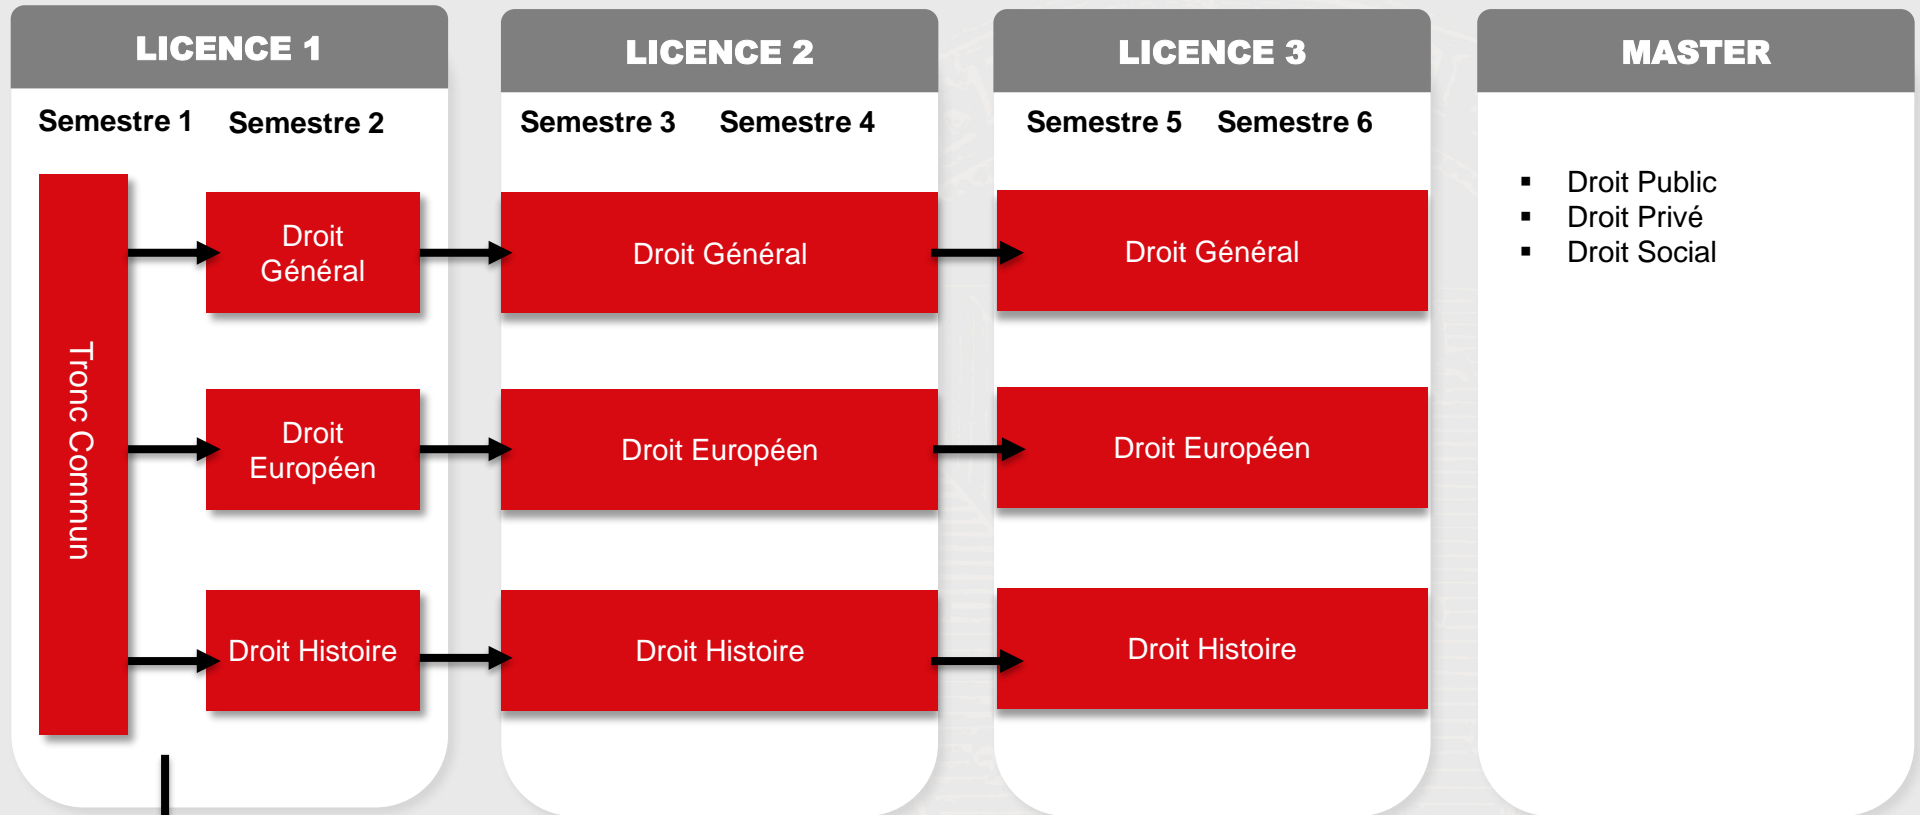 LICENCE 1
Semestre 1 Semestre 2
Tronc Commun
Droit
Général
Droit
Européen
Droit Histoire
LICENCE 2
Semestre 3 Semestre 4
Droit Général
Droit Européen
Droit Histoire
LICENCE 3
Semestre 5 Semestre 6
Droit Général
Droit Européen
Droit Histoire
MASTER
▪ Droit Public
▪ Droit Privé
▪ Droit Social